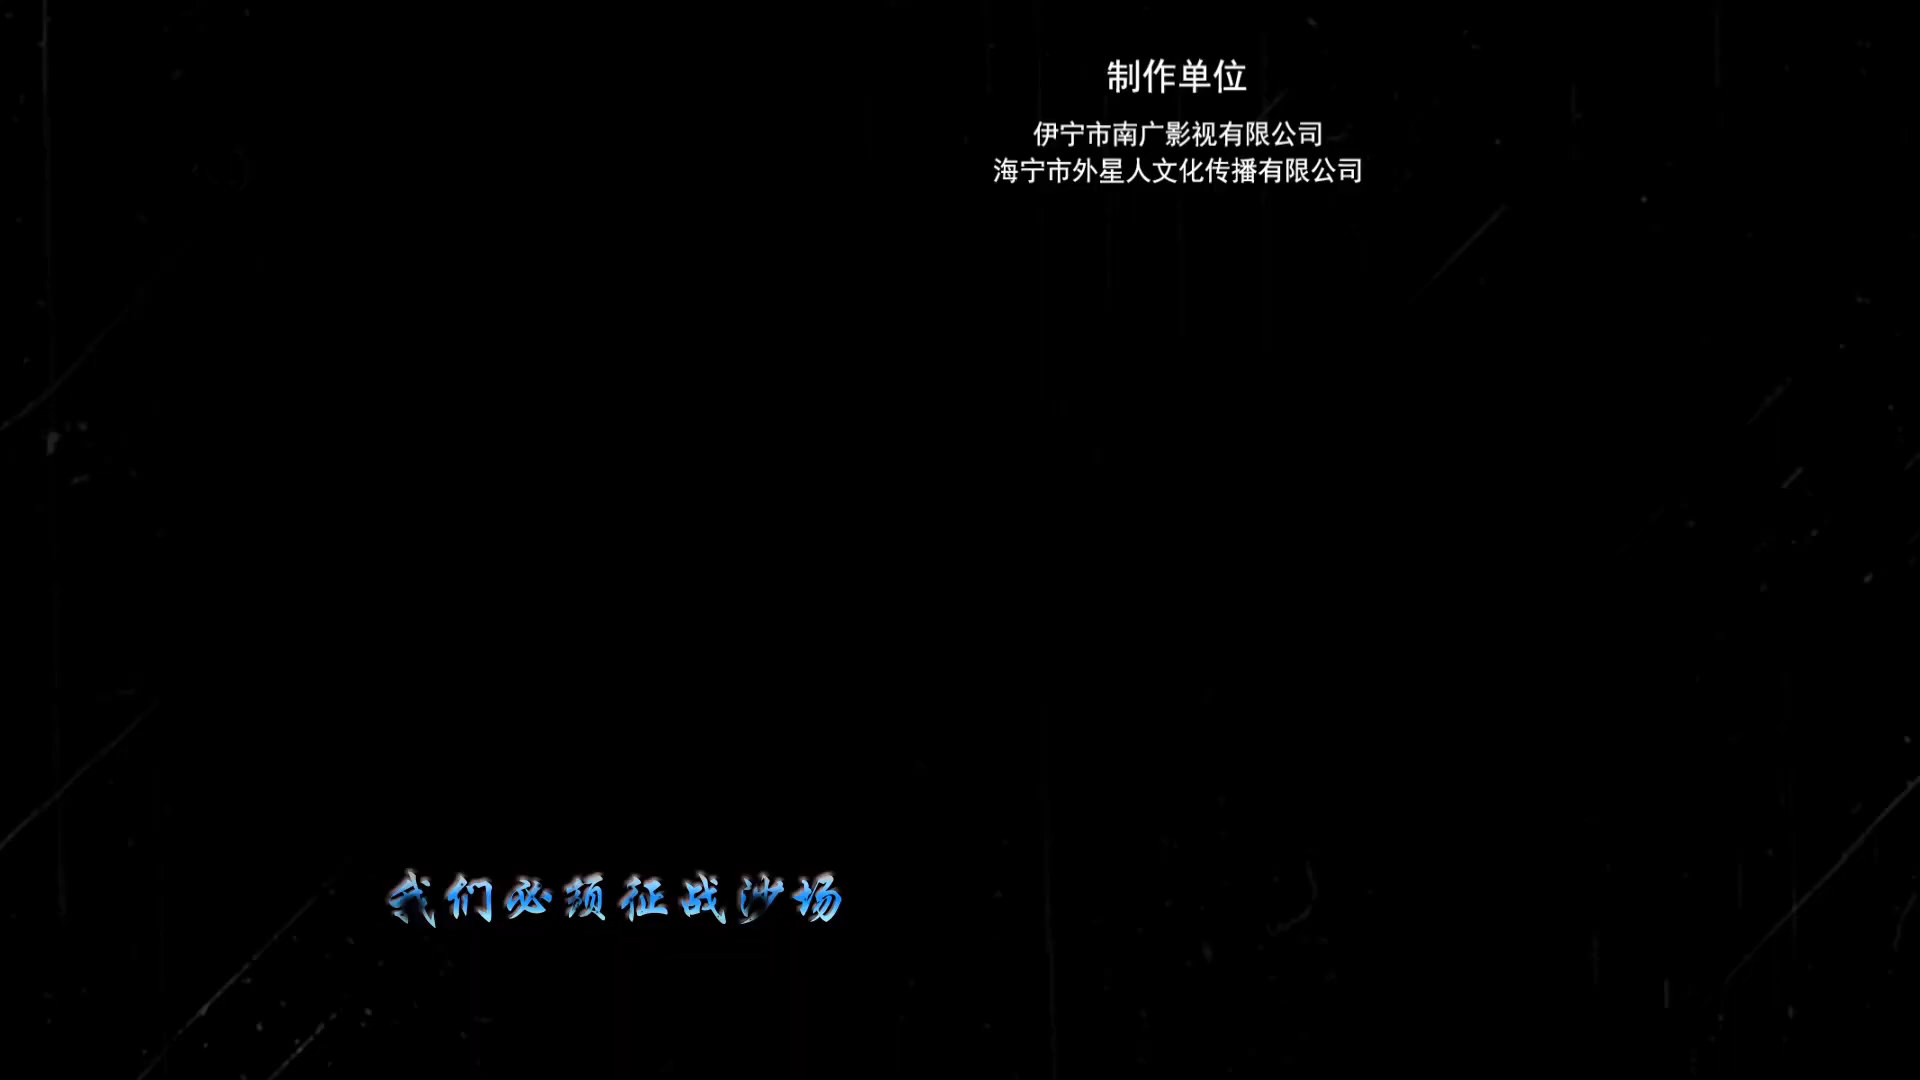 制作单位
伊宁市南广影视有限公司
海宁市外星人文化传播有限公司
我们必须征战沙场